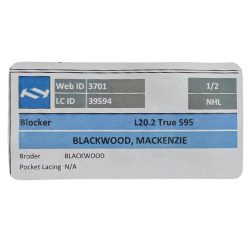 Web ID 3701 1/2
LC ID 39594 NHL
Blocker L20.2 True 595
BLACKWOOD, MACKENZIE
Broder BLACKWOOD
Pocket Lacing N/A